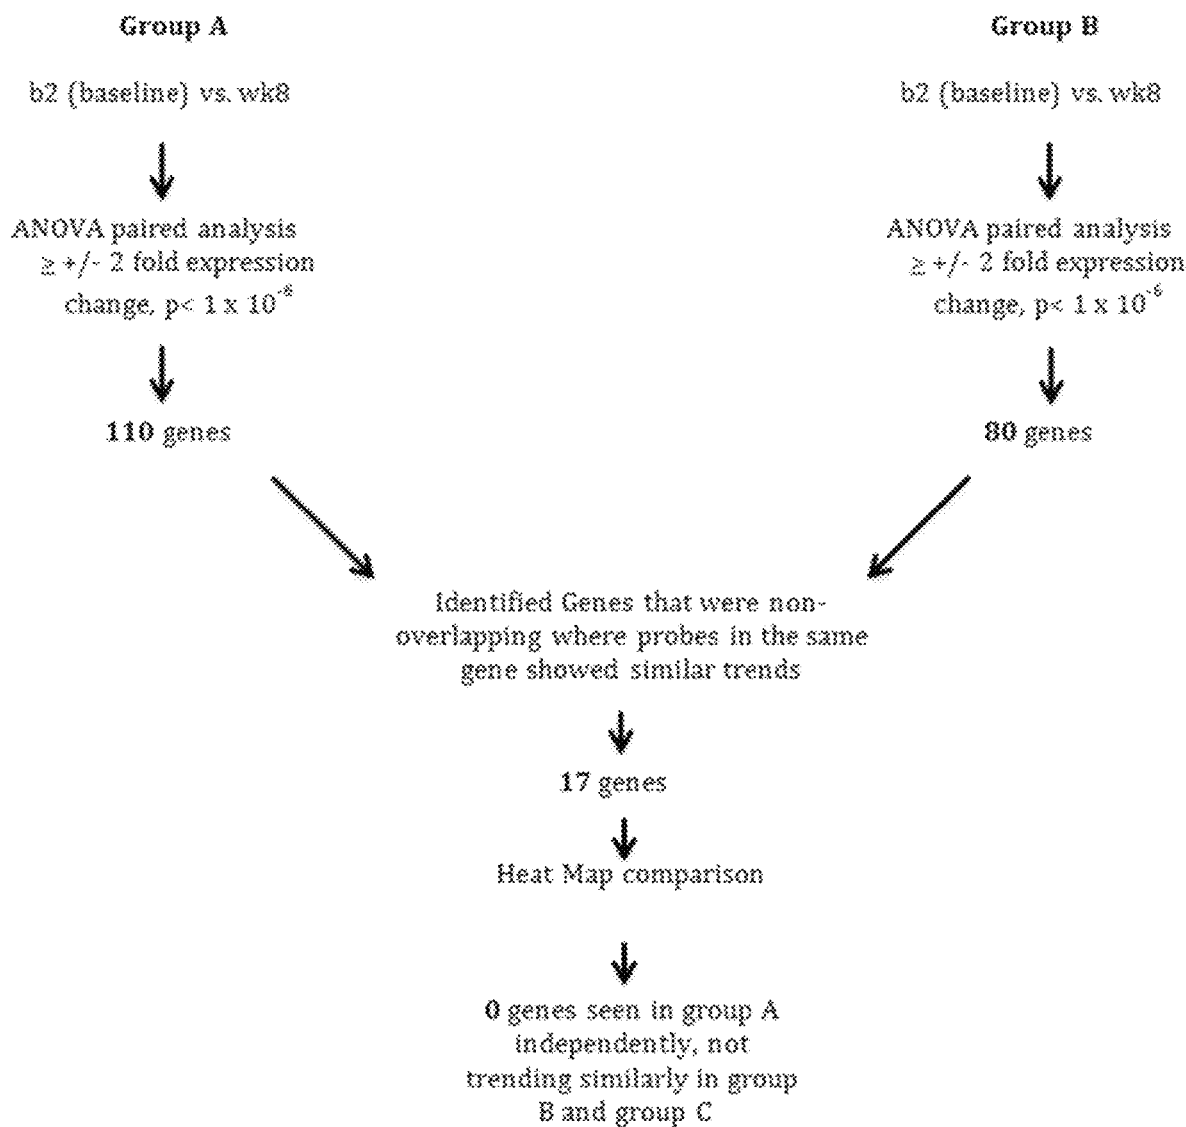 Group A
b2 (baseline) vs. wk8
ANOVA paired analysis
≥ +/- 2 fold expression
change, p< 1 x 10⁻⁶
110 genes
Group B
b2 (baseline) vs. wk8
ANOVA paired analysis
≥ +/- 2 fold expression
change, p< 1 x 10⁻⁶
80 genes
Identified Genes that were non-
overlapping where probes in the same
gene showed similar trends
17 genes
Heat Map comparison
0 genes seen in group A
independently, not
trending similarly in group
B and group C